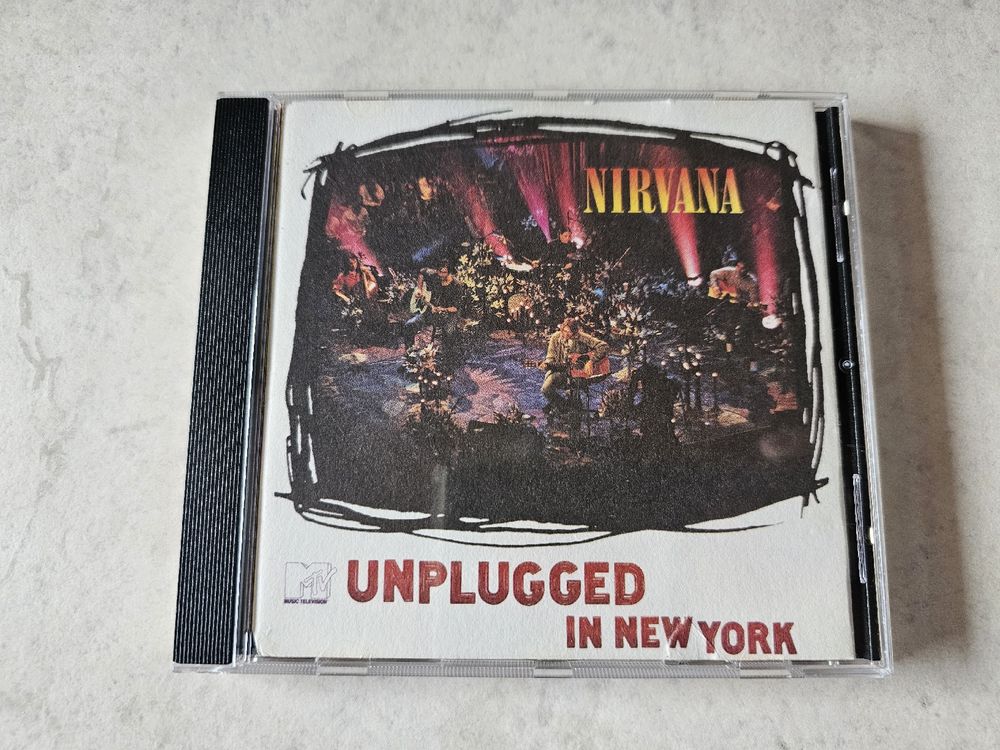 NIRVANA
MTV
MUSIC TELEVISION
UNPLUGGED
IN NEW YORK